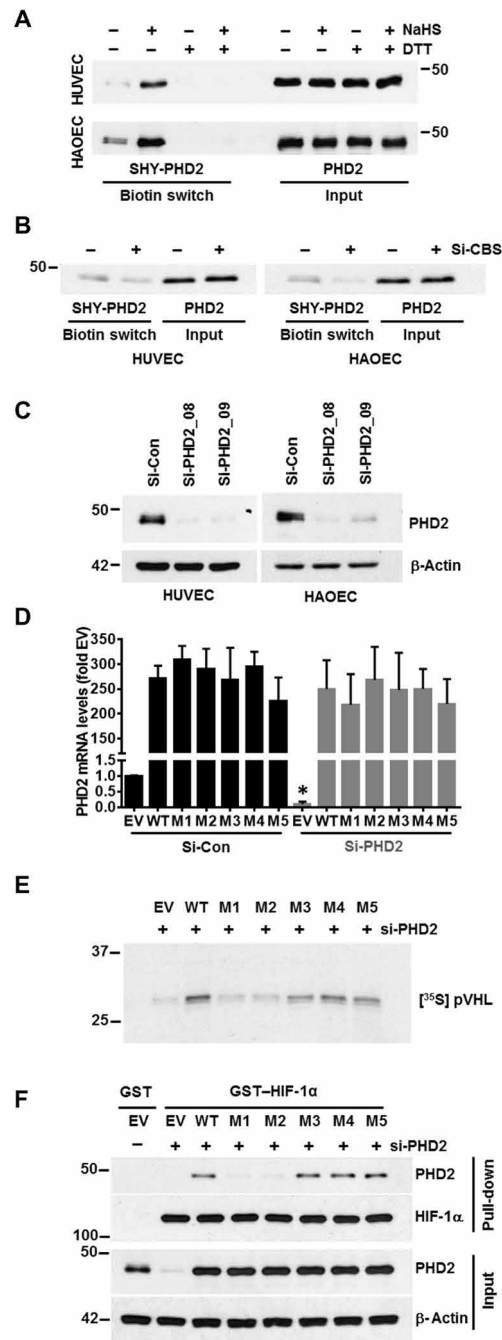 A
– + – + – + – + NaHS
– – + + – – + + DTT
HUVEC
50
HAOEC
50
SHY-PHD2 PHD2
Biotin switch Input
B
– + – + – + – + Si-CBS
50
SHY-PHD2 PHD2 SHY-PHD2 PHD2
Biotin switch Input Biotin switch Input
HUVEC HAOEC
C
Si-Con Si-PHD2_08 Si-PHD2_09 Si-Con Si-PHD2_08 Si-PHD2_09
50
PHD2
42
β-Actin
HUVEC HAOEC
D
PHD2 mRNA levels (fold EV)
350
300
250
200
150
1.5
1.0
0.5
0.0
*
EV WT M1 M2 M3 M4 M5 EV WT M1 M2 M3 M4 M5
Si-Con Si-PHD2
E
EV WT M1 M2 M3 M4 M5
+ + + + + + + si-PHD2
37
[³⁵S] pVHL
25
F
GST GST–HIF-1α
EV EV WT M1 M2 M3 M4 M5
– + + + + + + + si-PHD2
50
PHD2
HIF-1α
100
Pull-down
50
PHD2
42
β-Actin
Input